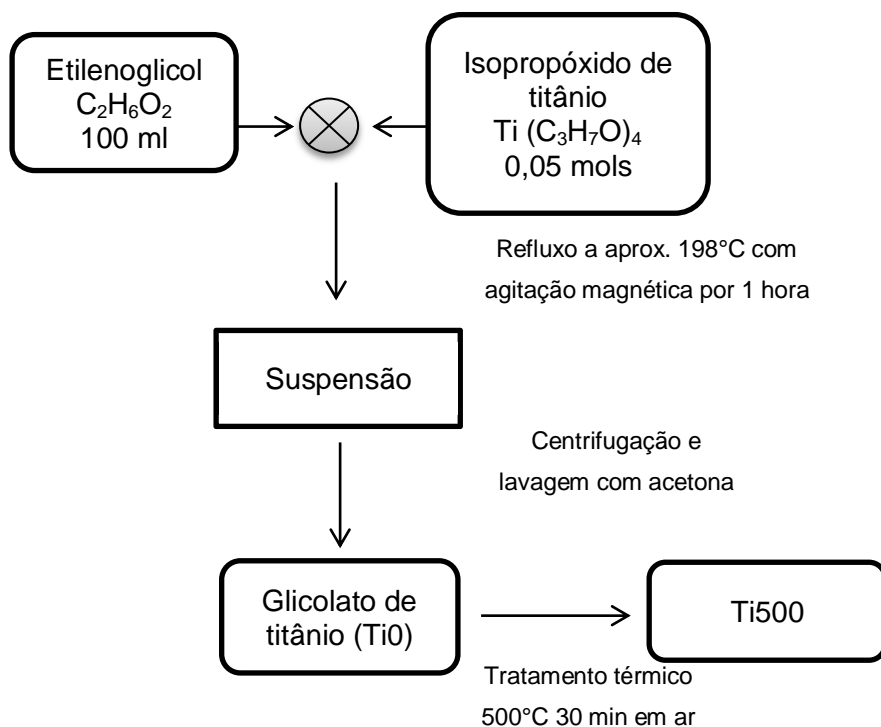 Etilenoglicol
C₂H₆O₂
100 ml
Isopropóxido de
titânio
Ti (C₃H₇O)₄
0,05 mols
Refluxo a aprox. 198°C com
agitação magnética por 1 hora
Suspensão
Centrifugação e
lavagem com acetona
Glicolato de
titânio (Ti0)
Ti500
Tratamento térmico
500°C 30 min em ar